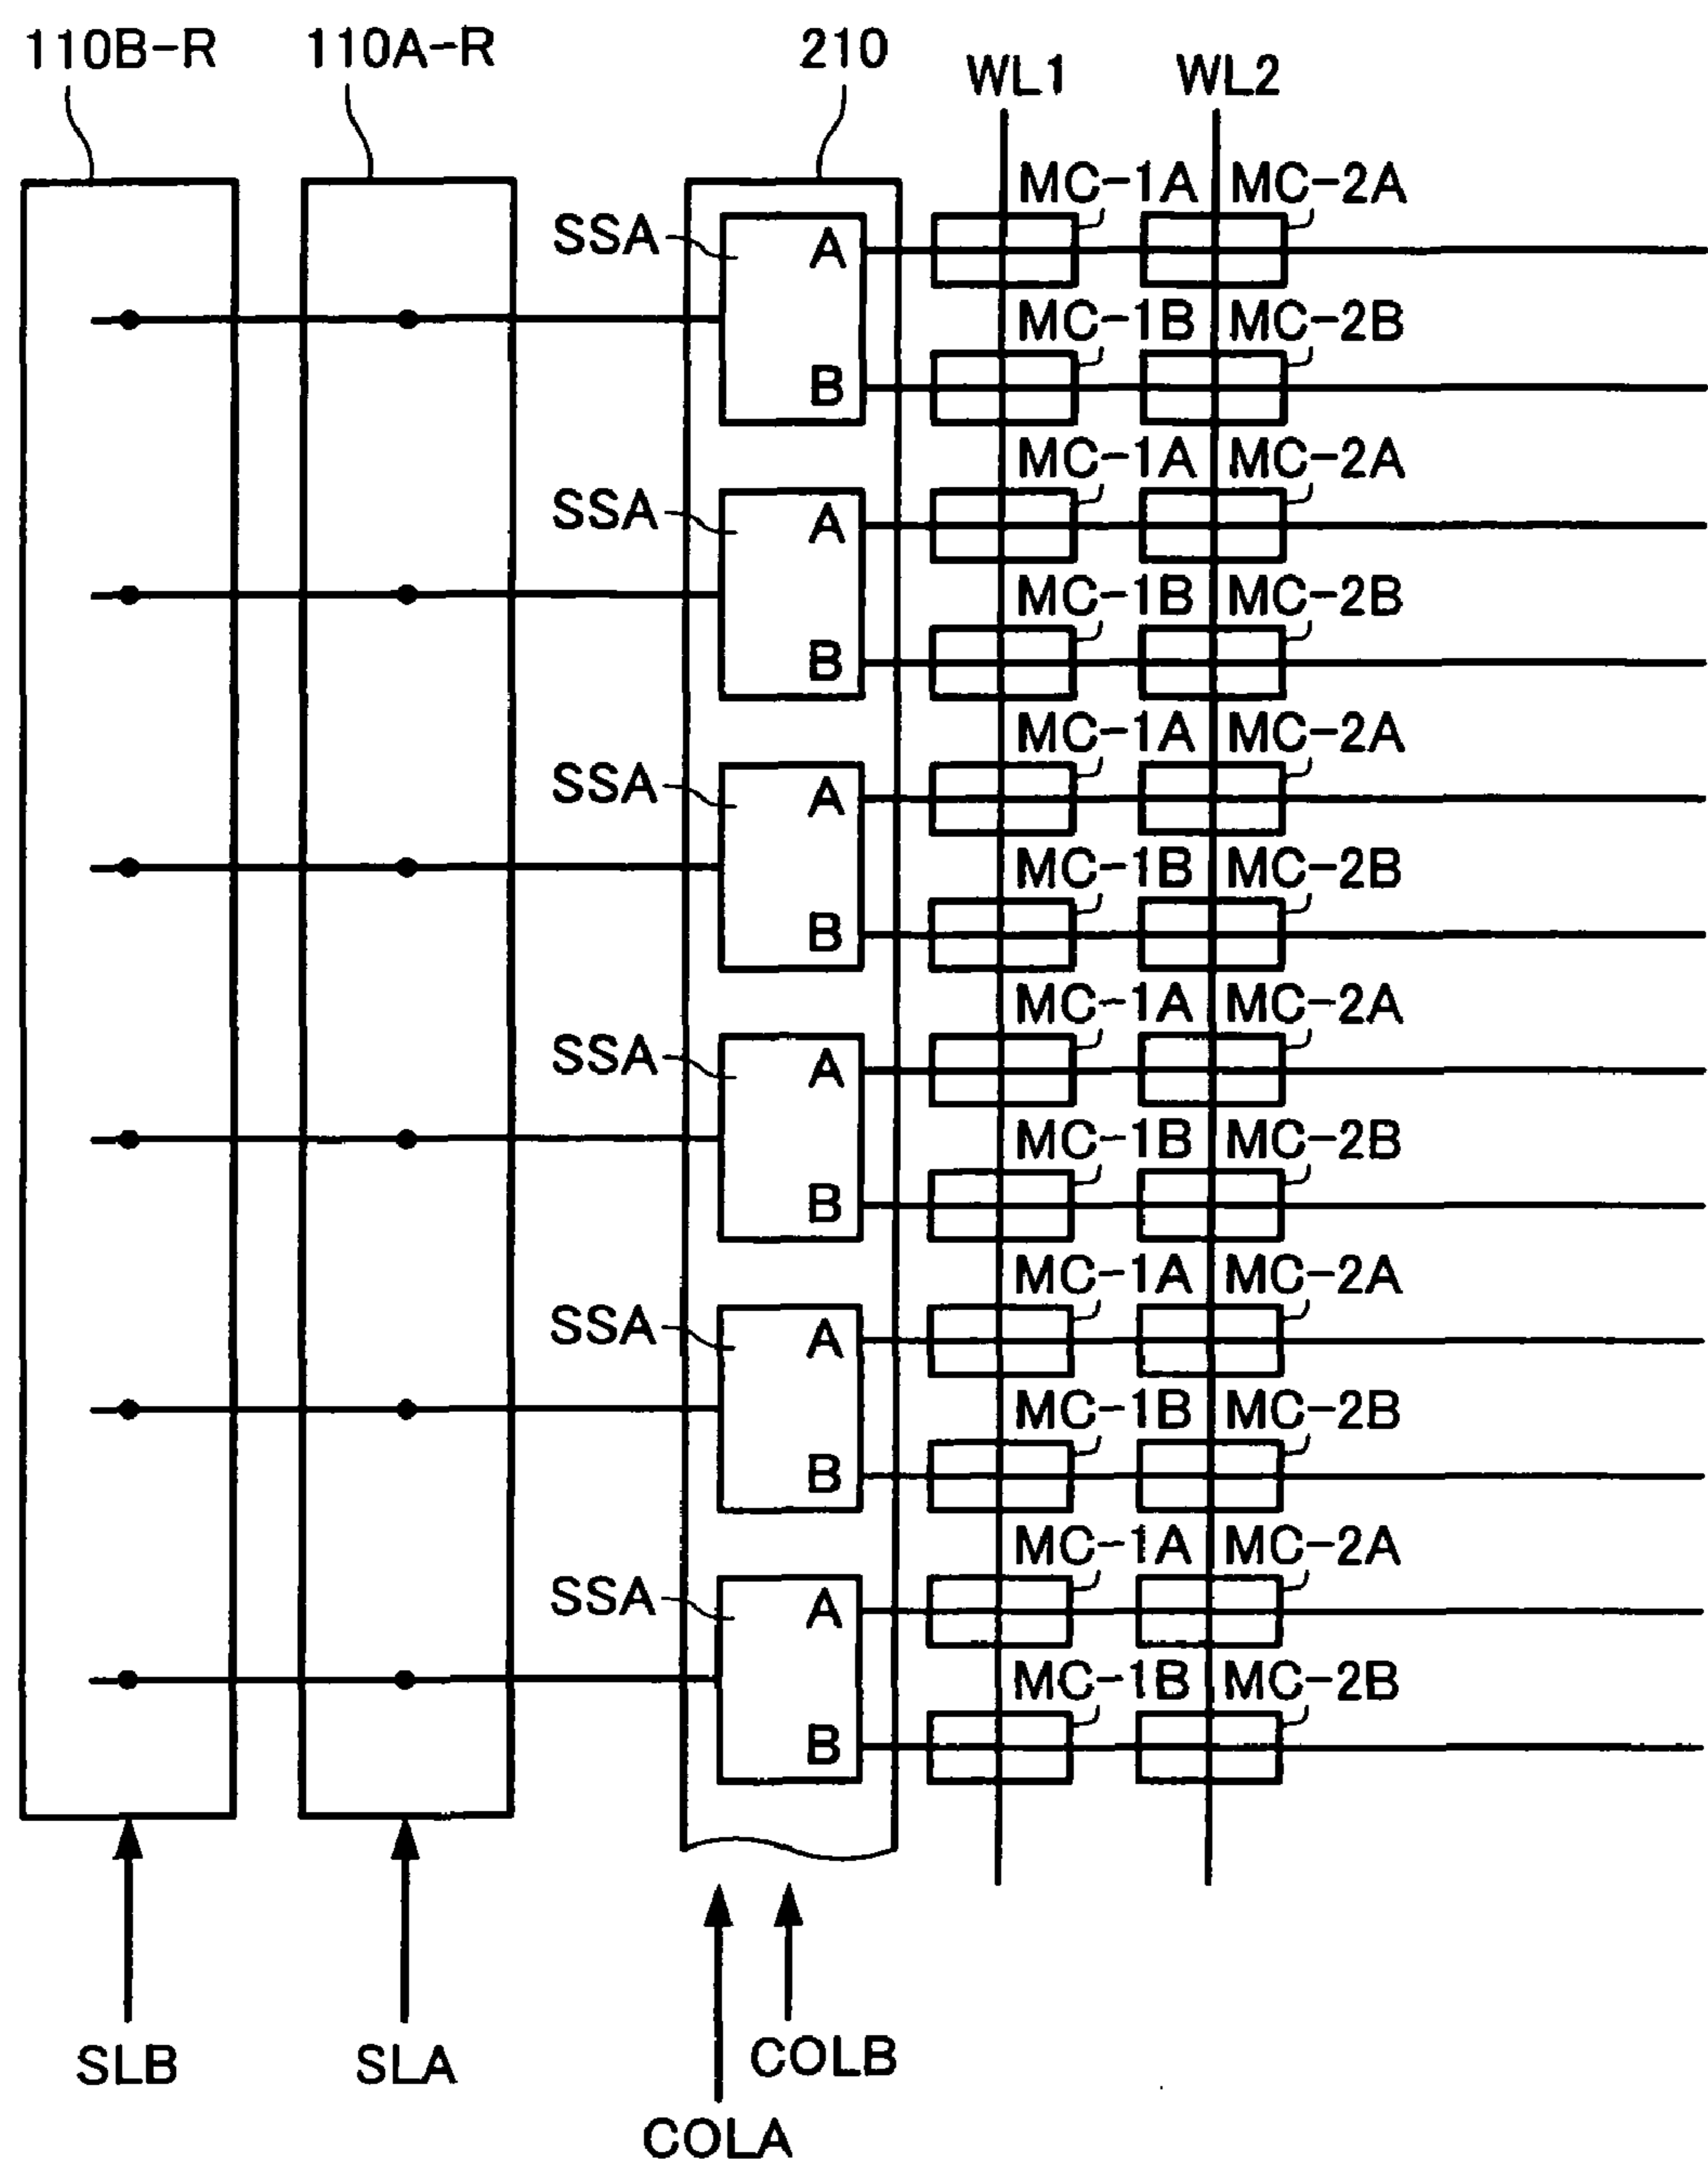 110B-R 110A-R 210 WL1 WL2
MC-1A MC-2A
SSA A
MC-1B MC-2B
B
MC-1A MC-2A
SSA A
MC-1B MC-2B
B
MC-1A MC-2A
SSA A
MC-1B MC-2B
B
MC-1A MC-2A
SSA A
MC-1B MC-2B
B
MC-1A MC-2A
SSA A
MC-1B MC-2B
B
MC-1A MC-2A
SSA A
MC-1B MC-2B
B
SLB SLA COLB
COLA